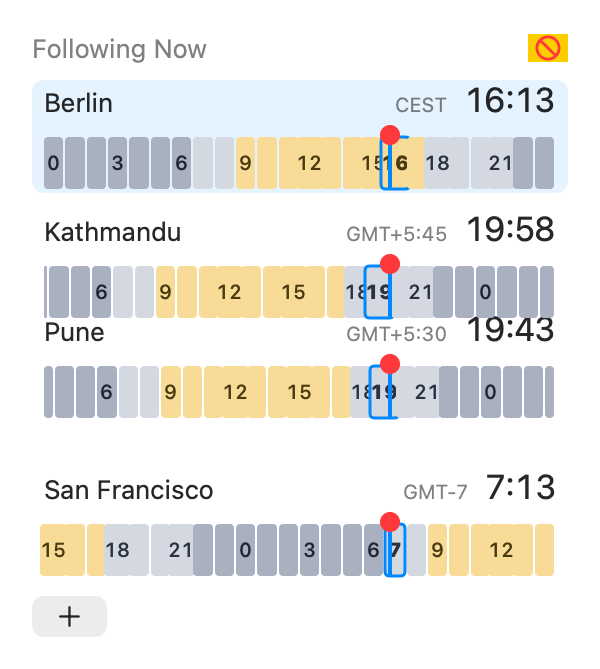 Following Now
Berlin CEST 16:13
0 3 6 9 12 15 16 18 21
Kathmandu GMT+5:45 19:58
6 9 12 15 18 19 21 0
Pune GMT+5:30 19:43
6 9 12 15 18 19 21 0
San Francisco GMT-7 7:13
15 18 21 0 3 6 7 9 12
+